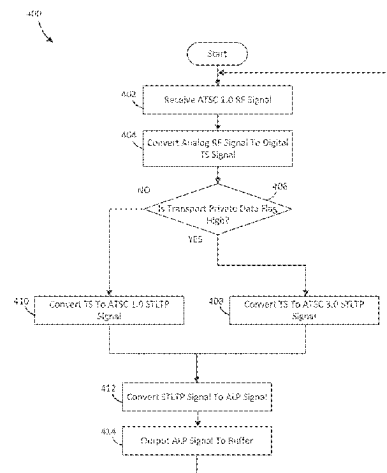 400
Start
402
Receive ATSC 1.0 RF Signal
404
Convert Analog RF Signal To Digital
TS Signal
406
NO
Is Transport Private Data Flag
High?
YES
410
Convert TS To ATSC 1.0 STLTP
Signal
408
Convert TS To ATSC 3.0 STLTP
Signal
412
Convert STLTP Signal To ALP Signal
414
Output ALP Signal To Buffer